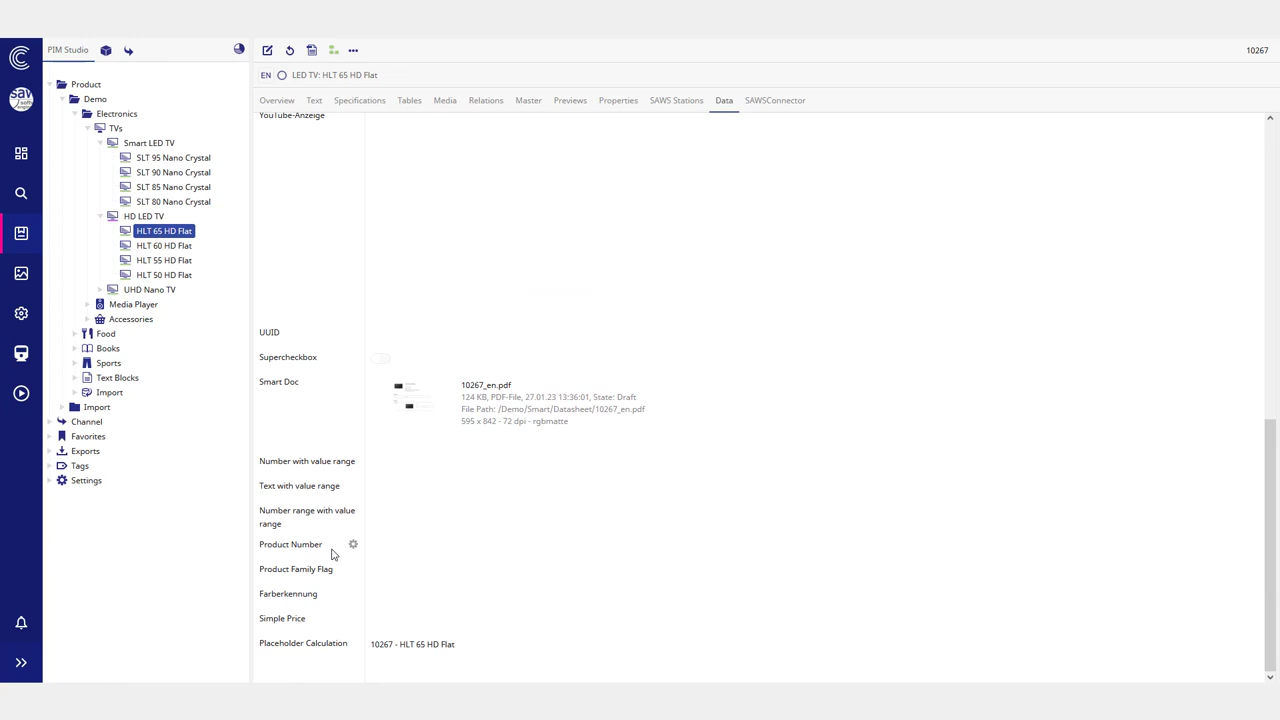 PIM Studio
10267
EN LED TV: HLT 65 HD Flat
Overview Text Specifications Tables Media Relations Master Previews Properties SAWS Stations Data SAWSConnector
Product
Demo
Electronics
TVs
Smart LED TV
SLT 95 Nano Crystal
SLT 90 Nano Crystal
SLT 85 Nano Crystal
SLT 80 Nano Crystal
HD LED TV
HLT 65 HD Flat
HLT 60 HD Flat
HLT 55 HD Flat
HLT 50 HD Flat
UHD Nano TV
Media Player
Accessories
Food
Books
Sports
Text Blocks
Import
Import
Channel
Favorites
Exports
Tags
Settings
YouTube-Anzeige
UUID
Supercheckbox
Smart Doc
10267_en.pdf
124 KB, PDF-File, 27.01.23 13:36:01, State: Draft
File Path: /Demo/Smart/Datasheet/10267_en.pdf
595 x 842 - 72 dpi - rgbmatte
Number with value range
Text with value range
Number range with value
range
Product Number
Product Family Flag
Farberkennung
Simple Price
Placeholder Calculation 10267 - HLT 65 HD Flat